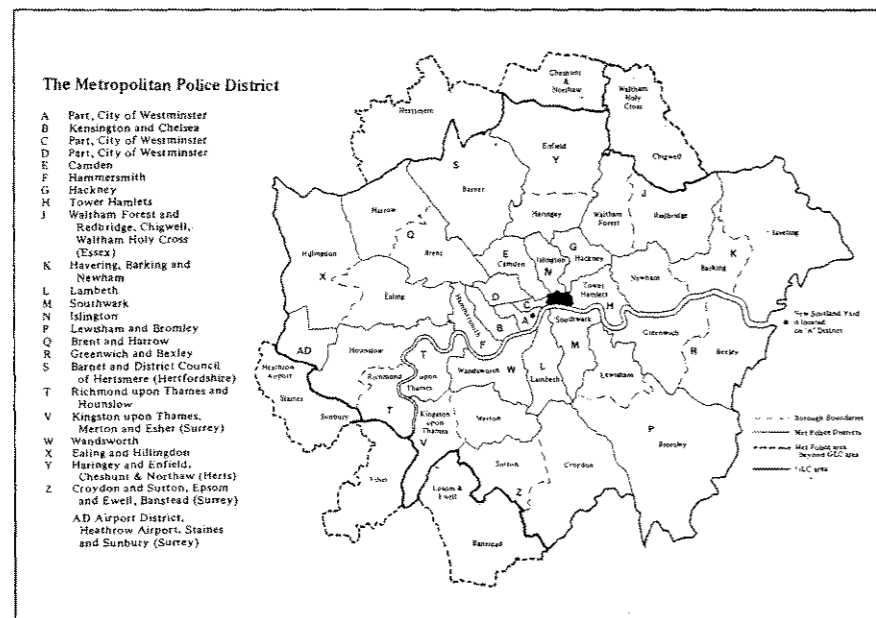 The Metropolitan Police District
A Part, City of Westminster
B Kensington and Chelsea
C Part, City of Westminster
D Part, City of Westminster
E Camden
F Hammersmith
G Hackney
H Tower Hamlets
J Waltham Forest and
Redbridge, Chigwell,
Waltham Holy Cross
(Essex)
K Havering, Barking and
Newham
L Lambeth
M Southwark
N Islington
P Lewisham and Bromley
Q Brent and Harrow
R Greenwich and Bexley
S Barnet and District Council
of Hertsmere (Hertfordshire)
T Richmond upon Thames and
Hounslow
V Kingston upon Thames,
Merton and Esher (Surrey)
W Wandsworth
X Ealing and Hillingdon
Y Haringey and Enfield,
Cheshunt & Northaw (Herts)
Z Croydon and Sutton, Epsom
and Ewell, Banstead (Surrey)
AD Airport District,
Heathrow Airport, Staines
and Sunbury (Surrey)
Cheshunt
&
Northaw
Waltham
Holy
Cross
Hertsmere
Enfield
Y
Chigwell
S
Barnet
J
Harrow
Haringey
Waltham
Forest
Redbridge
Havering
Q
Hillingdon
Brent
E
Camden
Islington
N
G
Hackney
K
Barking
X
Ealing
D
C
Tower
Hamlets
H
Newham
Hammersmith
B
A
Southwark
Greenwich
New Scotland Yard
is located
on 'A' District
AD
Hounslow
T
F
M
R
Bexley
Heathrow
Airport
Richmond
upon
Thames
Wandsworth
W
L
Lambeth
Lewisham
Staines
Sunbury
T
Kingston
upon
Thames
V
Merton
P
Bromley
Borough Boundaries
Met Police Districts
Met Police area
beyond GLC area
GLC area
Esher
Sutton
Croydon
Epsom &
Ewell
Z
Banstead